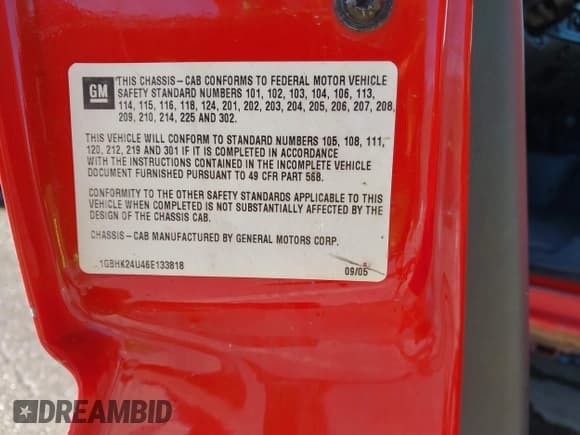 GM
THIS CHASSIS-CAB CONFORMS TO FEDERAL MOTOR VEHICLE
SAFETY STANDARD NUMBERS 101, 102, 103, 104, 106, 113,
114, 115, 116, 118, 124, 201, 202, 203, 204, 205, 206, 207, 208,
209, 210, 214, 225 AND 302.
THIS VEHICLE WILL CONFORM TO STANDARD NUMBERS 105, 108, 111,
120, 212, 219 AND 301 IF IT IS COMPLETED IN ACCORDANCE
WITH THE INSTRUCTIONS CONTAINED IN THE INCOMPLETE VEHICLE
DOCUMENT FURNISHED PURSUANT TO 49 CFR PART 568.
CONFORMITY TO THE OTHER SAFETY STANDARDS APPLICABLE TO THIS
VEHICLE WHEN COMPLETED IS NOT SUBSTANTIALLY AFFECTED BY THE
DESIGN OF THE CHASSIS CAB.
CHASSIS-CAB MANUFACTURED BY GENERAL MOTORS CORP.
1GBHK24U46E133818
09/05
DREAMBID